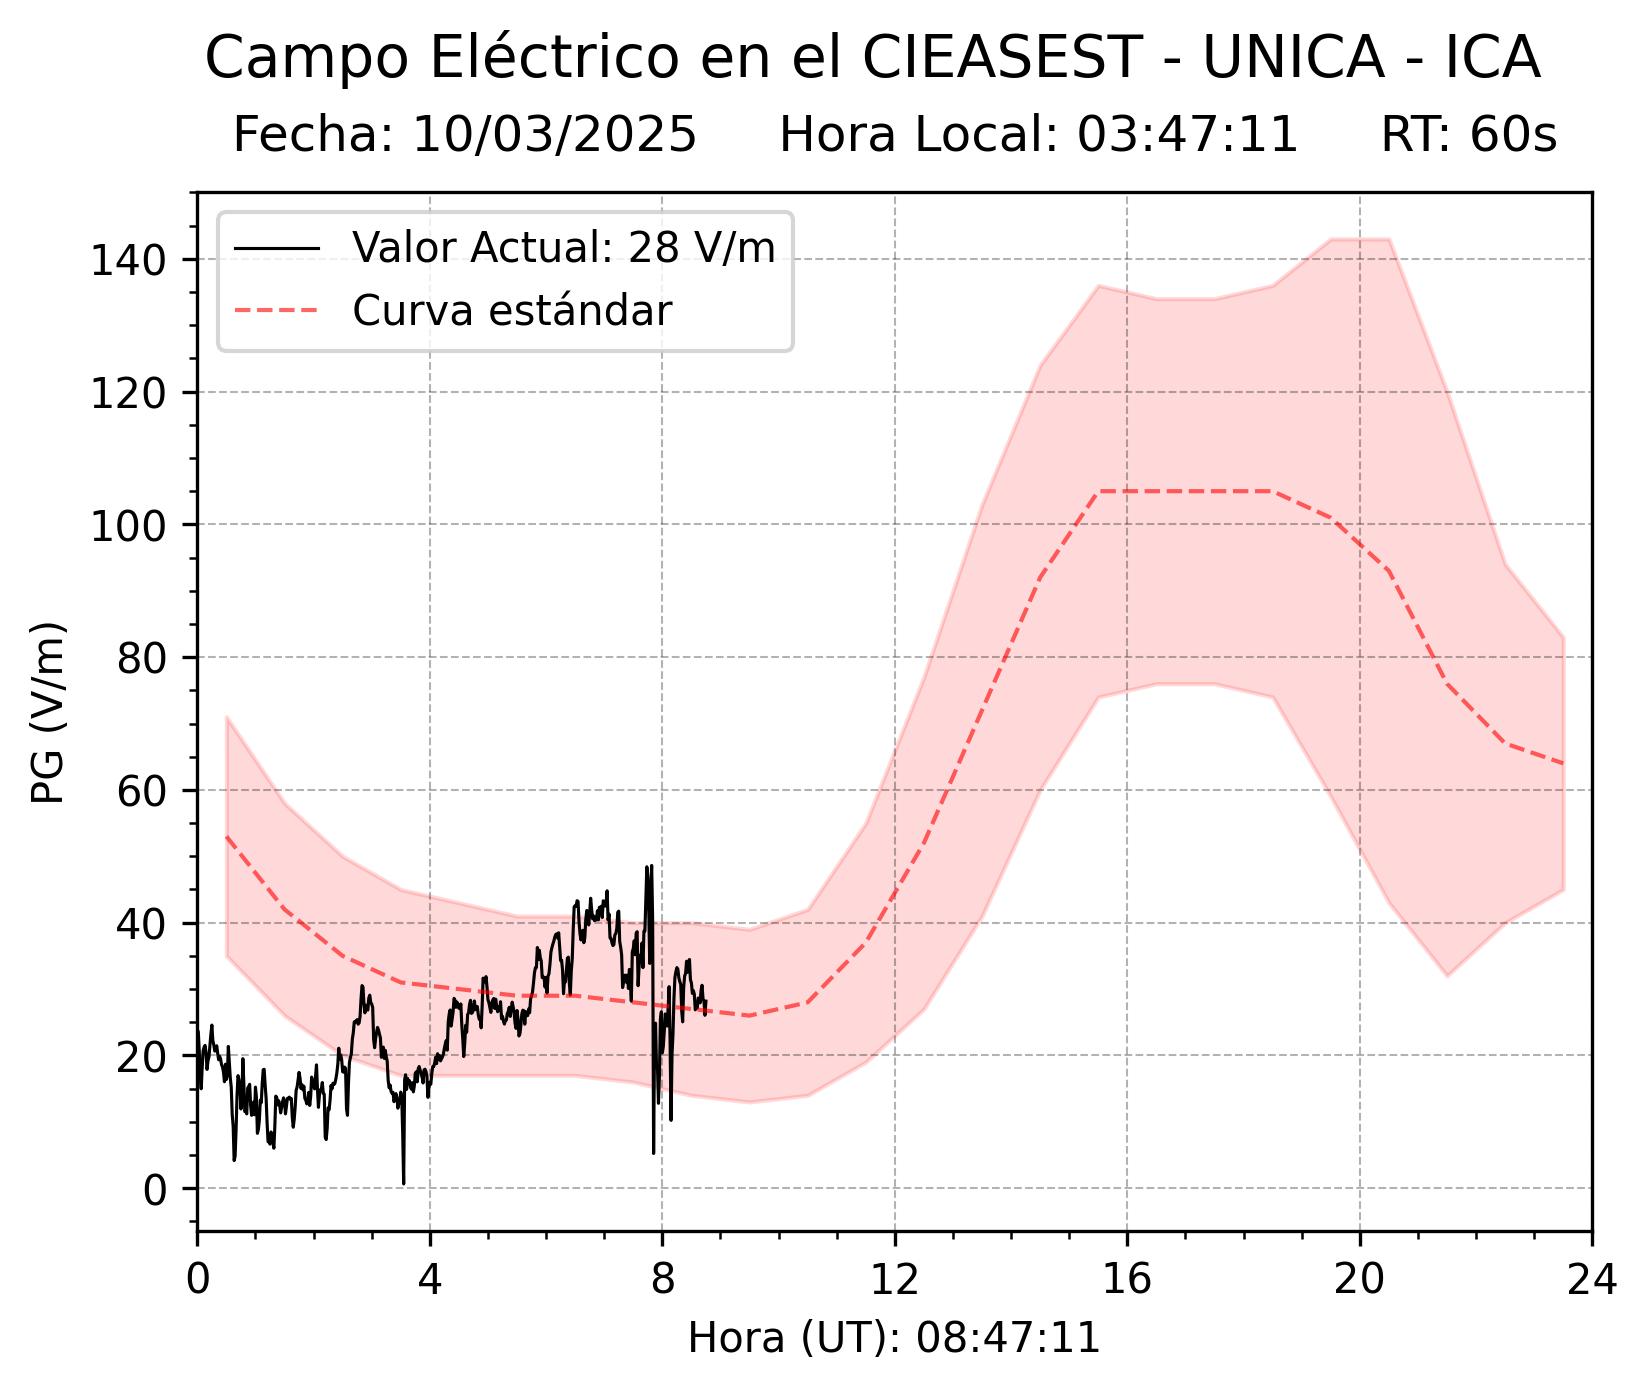 Campo Eléctrico en el CIEASEST - UNICA - ICA
Fecha: 10/03/2025 Hora Local: 03:47:11 RT: 60s
Valor Actual: 28 V/m
Curva estándar
140
120
100
80
60
40
20
0
PG (V/m)
0 4 8 12 16 20 24
Hora (UT): 08:47:11